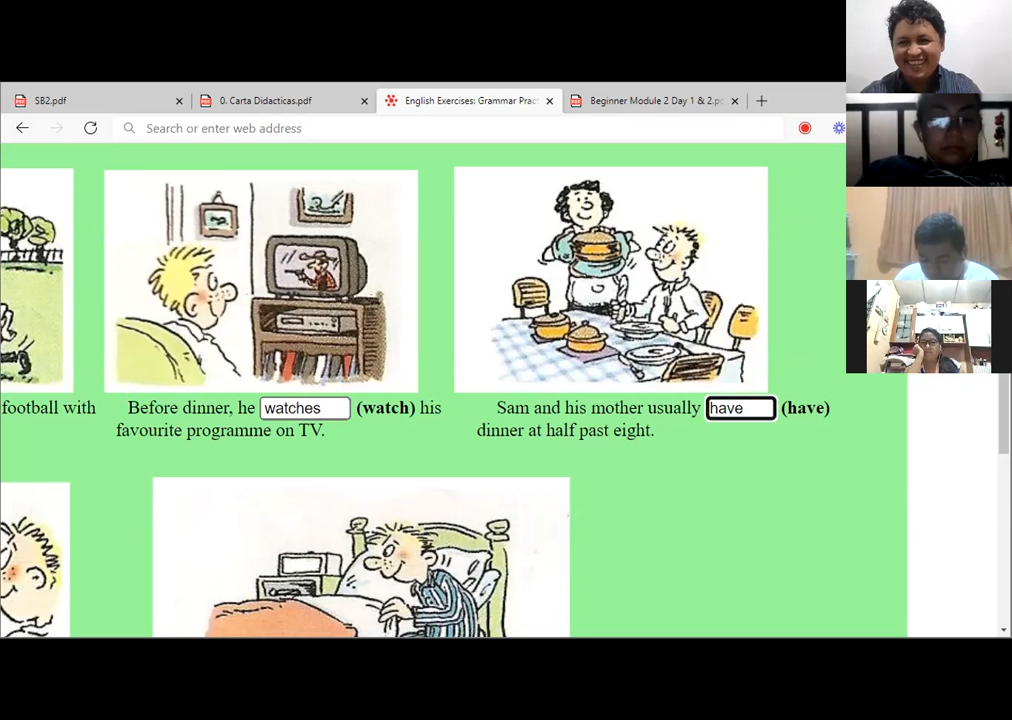 SB2.pdf
0. Carta Didacticas.pdf
English Exercises: Grammar Prac
Beginner Module 2 Day 1 & 2.p
Search or enter web address
football with
Before dinner, he watches (watch) his
favourite programme on TV.
Sam and his mother usually have (have)
dinner at half past eight.